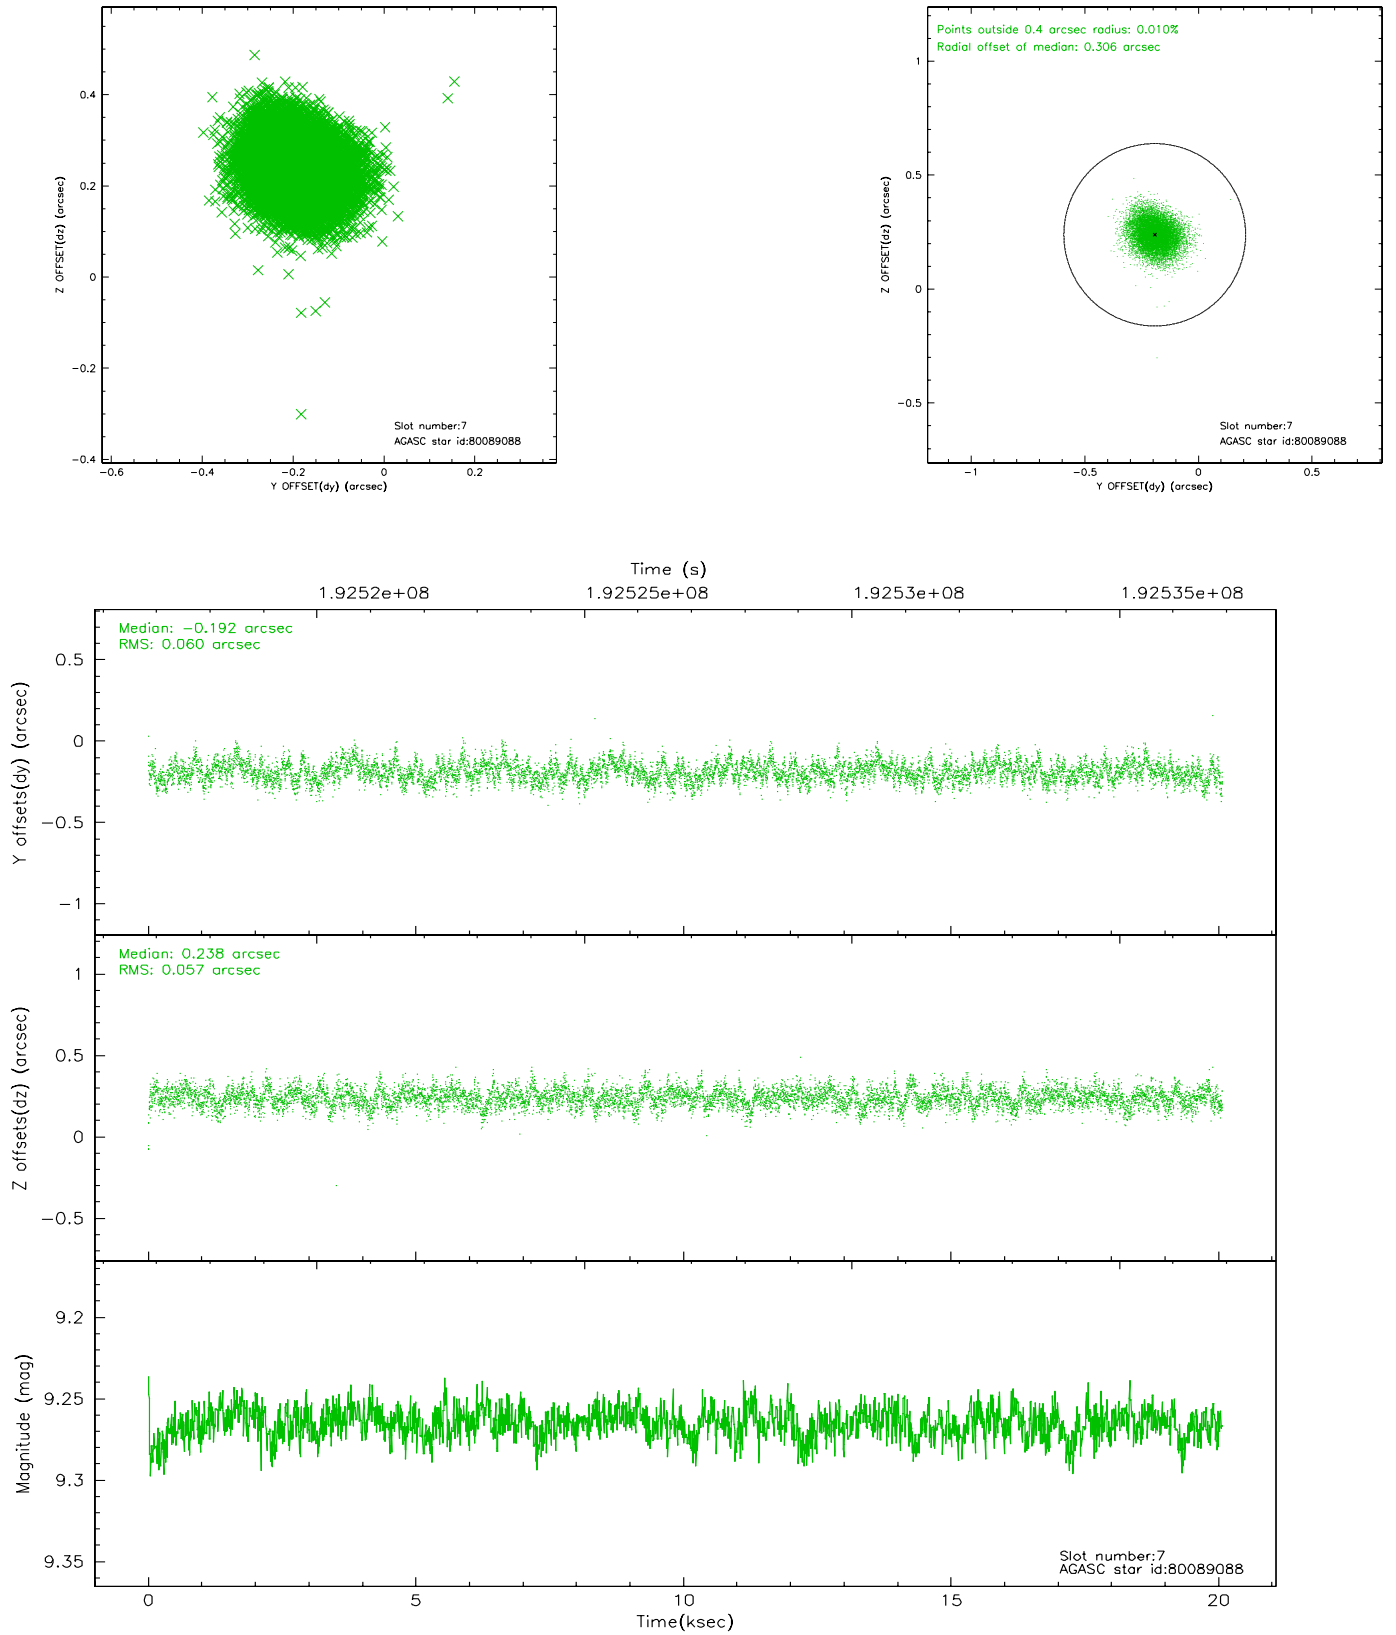 0.4
0.2
0
−0.2
−0.4
Z OFFSET(dz) (arcsec)
Slot number:7
AGASC star id:80089088
−0.6
−0.4
−0.2
0
0.2
Y OFFSET(dy) (arcsec)
Points outside 0.4 arcsec radius: 0.010%
Radial offset of median: 0.306 arcsec
1
0.5
0
−0.5
Z OFFSET(dz) (arcsec)
Slot number:7
AGASC star id:80089088
−1
−0.5
0
0.5
Y OFFSET(dy) (arcsec)
Time (s)
1.9252e+08
1.92525e+08
1.9253e+08
1.92535e+08
Median: −0.192 arcsec
RMS: 0.060 arcsec
0.5
0
−0.5
−1
Y offsets(dy) (arcsec)
Median: 0.238 arcsec
RMS: 0.057 arcsec
1
0.5
0
−0.5
Z offsets(dz) (arcsec)
9.2
9.25
9.3
9.35
Magnitude (mag)
Slot number:7
AGASC star id:80089088
0
5
10
15
20
Time(ksec)